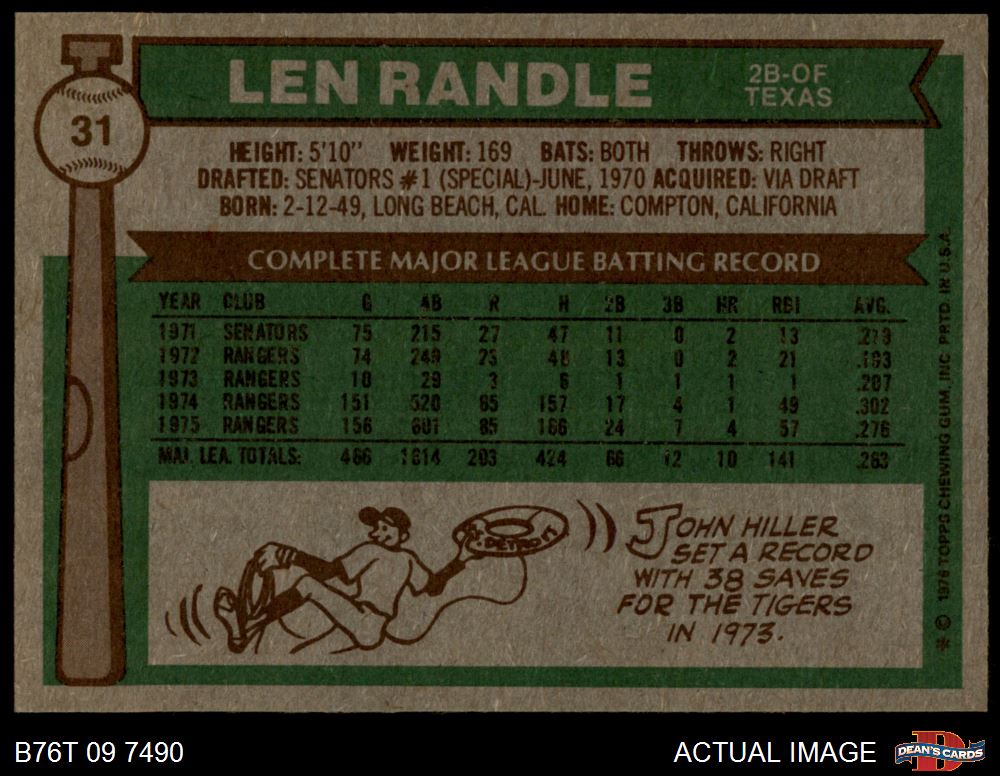 31
LEN RANDLE
2B-OF
TEXAS
HEIGHT: 5'10" WEIGHT: 169 BATS: BOTH THROWS: RIGHT
DRAFTED: SENATORS #1 (SPECIAL)-JUNE, 1970 ACQUIRED: VIA DRAFT
BORN: 2-12-49, LONG BEACH, CAL. HOME: COMPTON, CALIFORNIA
COMPLETE MAJOR LEAGUE BATTING RECORD
YEAR CLUB G AB R H 2B 3B HR RBI AVG.
1971 SENATORS 75 215 27 47 11 0 2 13 .219
1972 RANGERS 74 249 23 48 13 0 2 21 .193
1973 RANGERS 10 29 3 6 1 1 1 1 .207
1974 RANGERS 151 520 65 157 17 4 1 49 .302
1975 RANGERS 156 601 85 166 24 7 4 57 .276
MAJ. LEA. TOTALS: 466 1614 203 424 66 12 10 141 .263
DETROIT
JOHN HILLER
SET A RECORD
WITH 38 SAVES
FOR THE TIGERS
IN 1973.
* © 1976 TOPPS CHEWING GUM, INC. PRTD. IN U.S.A.
B76T 09 7490
ACTUAL IMAGE
DEAN'S CARDS